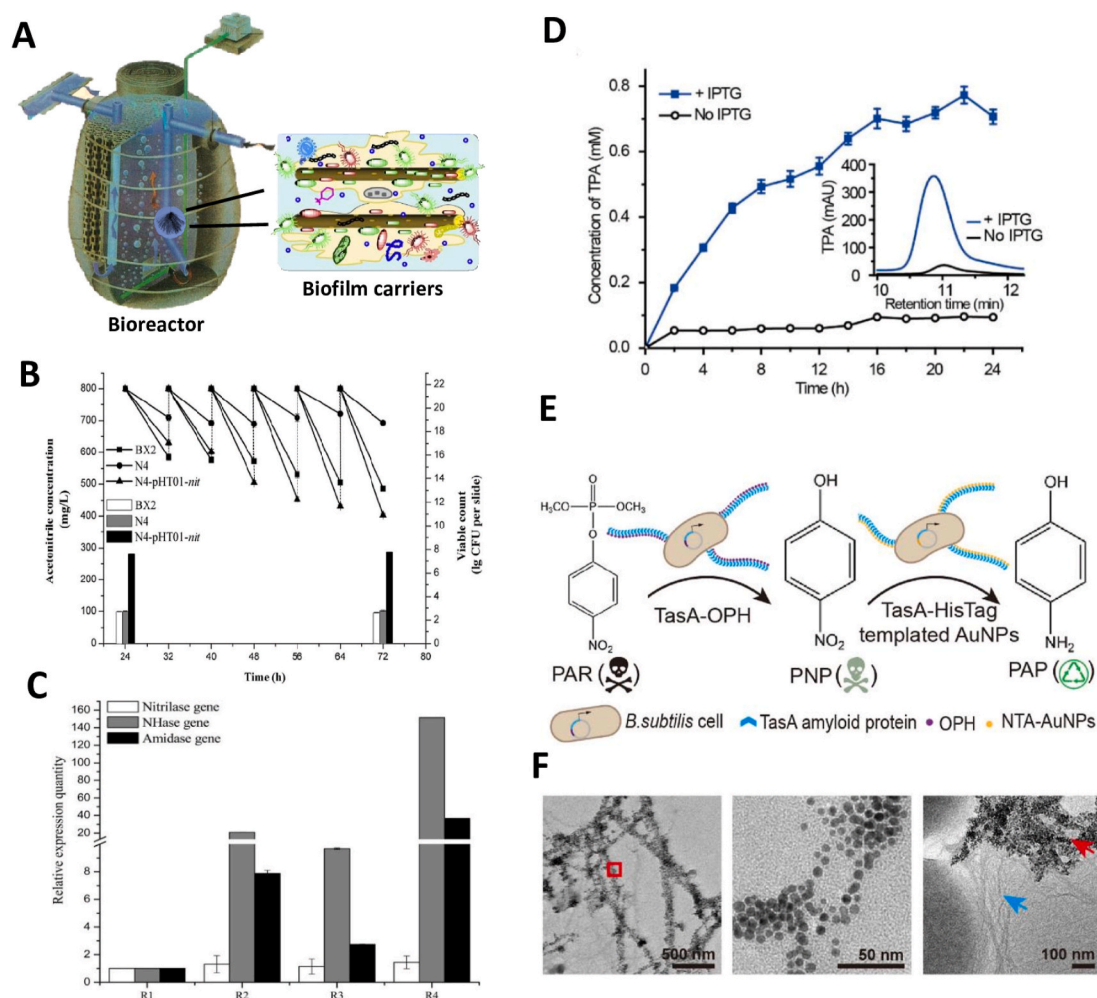 A
Bioreactor
Biofilm carriers
B
Acetenitrile concentration
(mg/L)
800
700
600
500
400
300
200
100
0
BX2
N4
N4-pHT01-nit
BX2
N4
N4-pHT01-nit
22
20
18
16
14
12
10
8
6
4
2
0
Viable count
(lg CFU per slide)
24 32 40 48 56 64 72 80
Time (h)
C
Relative expression quantity
160
140
120
100
80
60
40
20
8
6
4
2
0
Nitrilase gene
NHase gene
Amidase gene
R1 R2 R3 R4
D
Concentration of TPA (mM)
0.8
0.6
0.4
0.2
0.0
+ IPTG
No IPTG
TPA (mAU)
400
300
200
100
0
+ IPTG
No IPTG
10 11 12
Retention time (min)
0 4 8 12 16 20 24
Time (h)
E
O
H₃CO P OCH₃
O
NO₂
PAR
TasA-OPH
OH
NO₂
PNP
TasA-HisTag
templated AuNPs
OH
NH₂
PAP
B.subtilis cell
TasA amyloid protein
OPH
NTA-AuNPs
F
500 nm
50 nm
100 nm